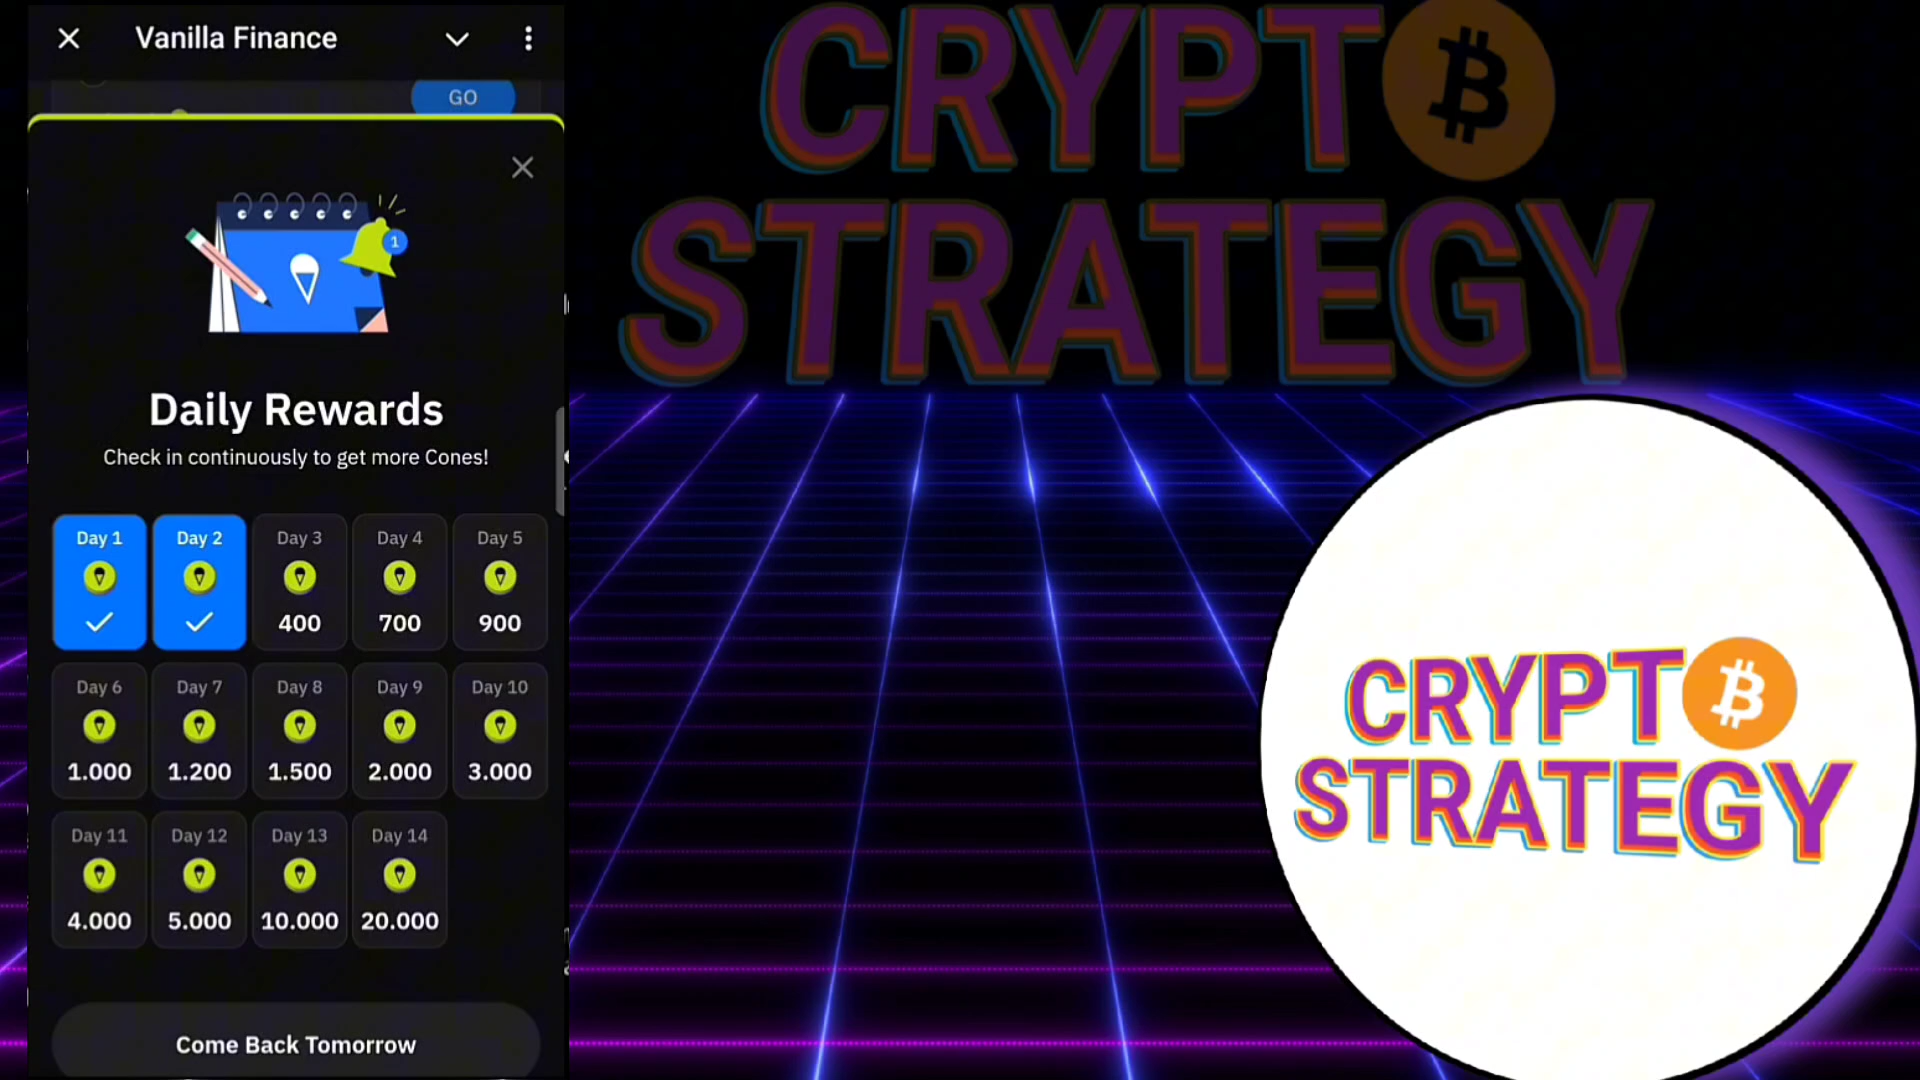 Vanilla Finance
GO
1
Daily Rewards
Check in continuously to get more Cones!
Day 1 Day 2 Day 3 Day 4 Day 5
400 700 900
Day 6 Day 7 Day 8 Day 9 Day 10
1.000 1.200 1.500 2.000 3.000
Day 11 Day 12 Day 13 Day 14
4.000 5.000 10.000 20.000
Come Back Tomorrow
CRYPT₿
STRATEGY
CRYPT₿
STRATEGY